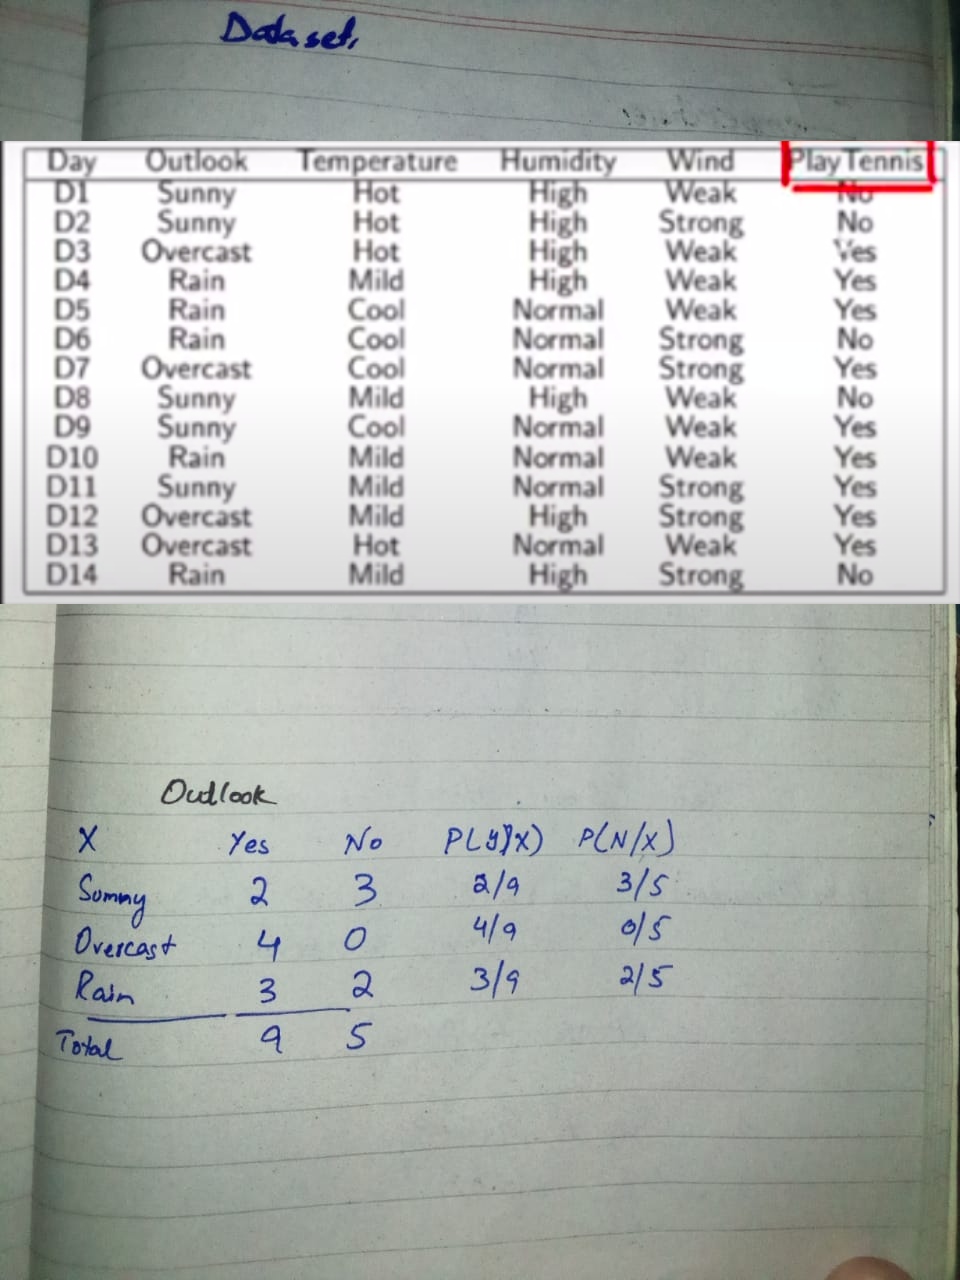 Dataset,
Day Outlook Temperature Humidity Wind PlayTennis
D1 Sunny Hot High Weak No
D2 Sunny Hot High Strong No
D3 Overcast Hot High Weak Yes
D4 Rain Mild High Weak Yes
D5 Rain Cool Normal Weak Yes
D6 Rain Cool Normal Strong No
D7 Overcast Cool Normal Strong Yes
D8 Sunny Mild High Weak No
D9 Sunny Cool Normal Weak Yes
D10 Rain Mild Normal Weak Yes
D11 Sunny Mild Normal Strong Yes
D12 Overcast Mild High Strong Yes
D13 Overcast Hot Normal Weak Yes
D14 Rain Mild High Strong No
Outlook
X Yes No P(Y/X) P(N/X)
Sunny 2 3 2/9 3/5
Overcast 4 0 4/9 0/5
Rain 3 2 3/9 2/5
Total 9 5